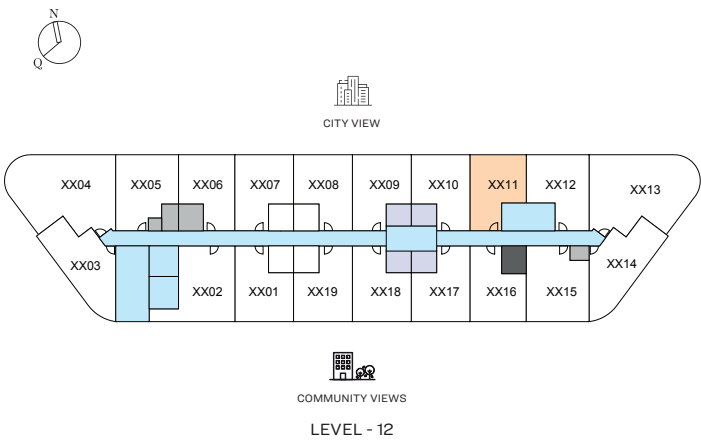 N
Q
CITY VIEW
XX04 XX05 XX06 XX07 XX08 XX09 XX10 XX11 XX12 XX13
XX03 XX14
XX02 XX01 XX19 XX18 XX17 XX16 XX15
COMMUNITY VIEWS
LEVEL - 12